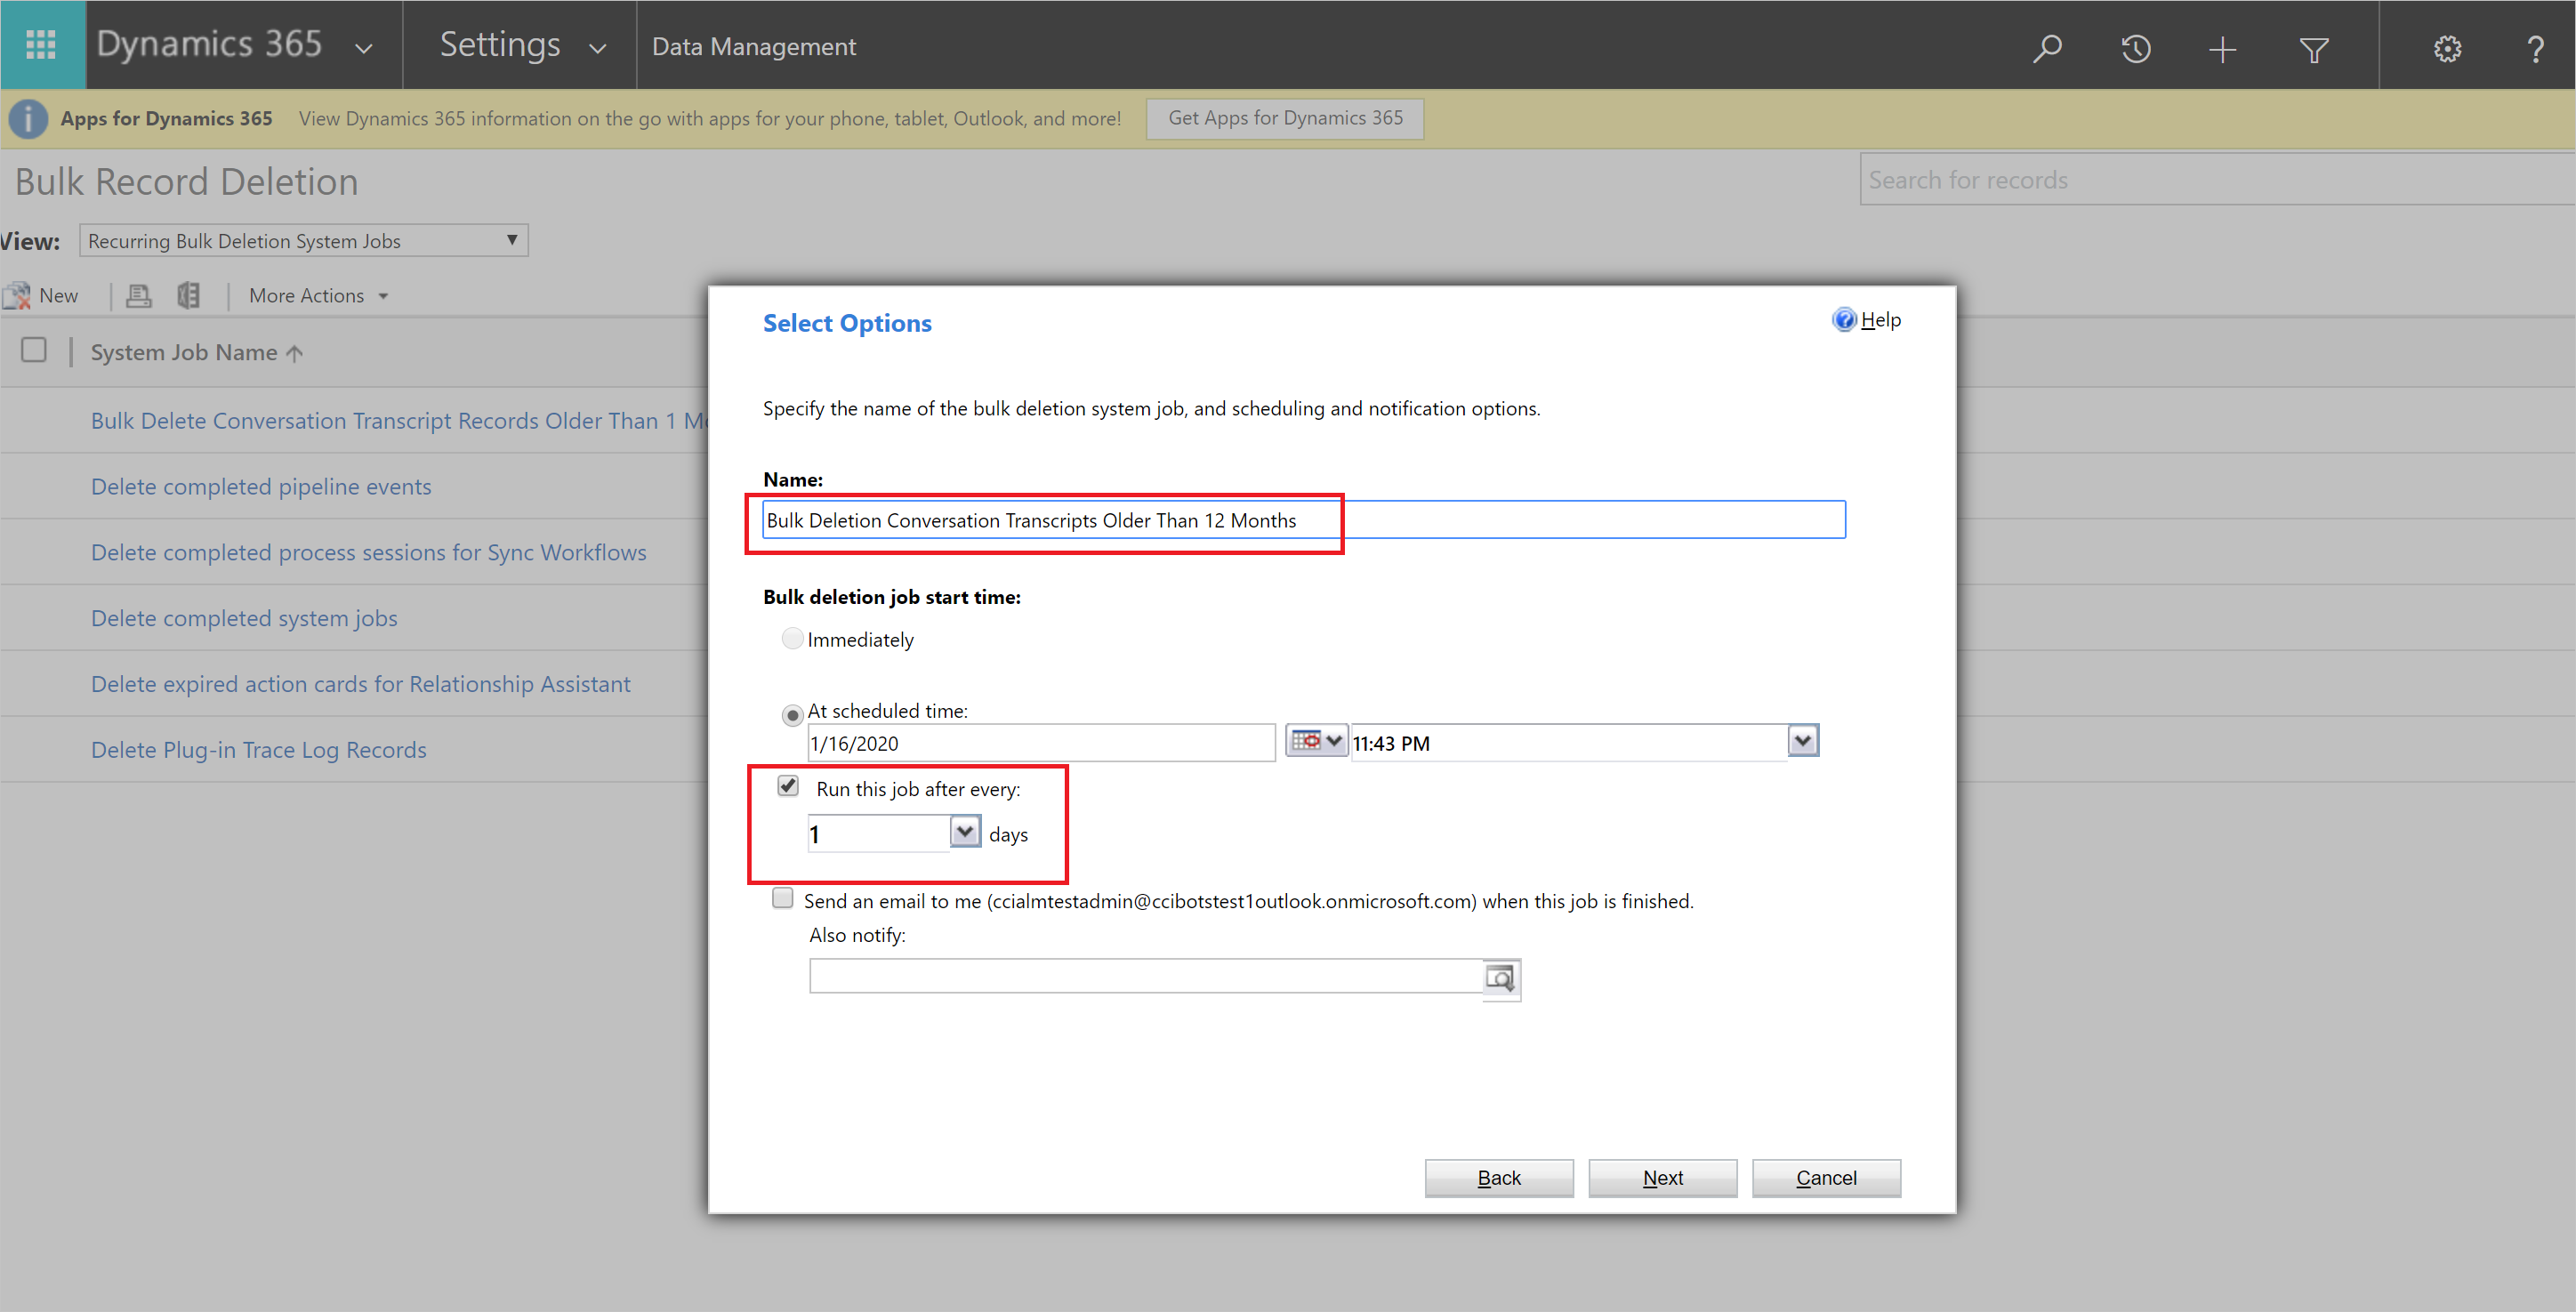 Dynamics 365
Settings
Data Management
?
i
Apps for Dynamics 365 View Dynamics 365 information on the go with apps for your phone, tablet, Outlook, and more! Get Apps for Dynamics 365
Bulk Record Deletion
Search for records
View: Recurring Bulk Deletion System Jobs
New
More Actions
System Job Name
Bulk Delete Conversation Transcript Records Older Than 1 Mo
Delete completed pipeline events
Delete completed process sessions for Sync Workflows
Delete completed system jobs
Delete expired action cards for Relationship Assistant
Delete Plug-in Trace Log Records
Select Options
? Help
Specify the name of the bulk deletion system job, and scheduling and notification options.
Name:
Bulk Deletion Conversation Transcripts Older Than 12 Months
Bulk deletion job start time:
Immediately
At scheduled time:
1/16/2020 11:43 PM
Run this job after every:
1 days
Send an email to me (ccialmtestadmin@ccibotstest1outlook.onmicrosoft.com) when this job is finished.
Also notify:
Back Next Cancel